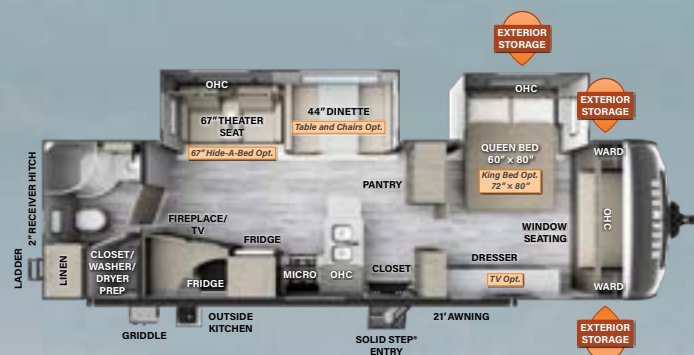 EXTERIOR
STORAGE
OHC
OHC
67" THEATER
SEAT
67" Hide-A-Bed Opt.
44" DINETTE
Table and Chairs Opt.
EXTERIOR
STORAGE
QUEEN BED
60" × 80"
King Bed Opt.
72" × 80"
WARD
OHC
WARD
2" RECEIVER HITCH
LADDER
PANTRY
FIREPLACE/
TV
FRIDGE
WINDOW
SEATING
LINEN
CLOSET/
WASHER/
DRYER
PREP
FRIDGE
MICRO
OHC
CLOSET
DRESSER
TV Opt.
GRIDDLE
OUTSIDE
KITCHEN
SOLID STEP®
ENTRY
21' AWNING
EXTERIOR
STORAGE